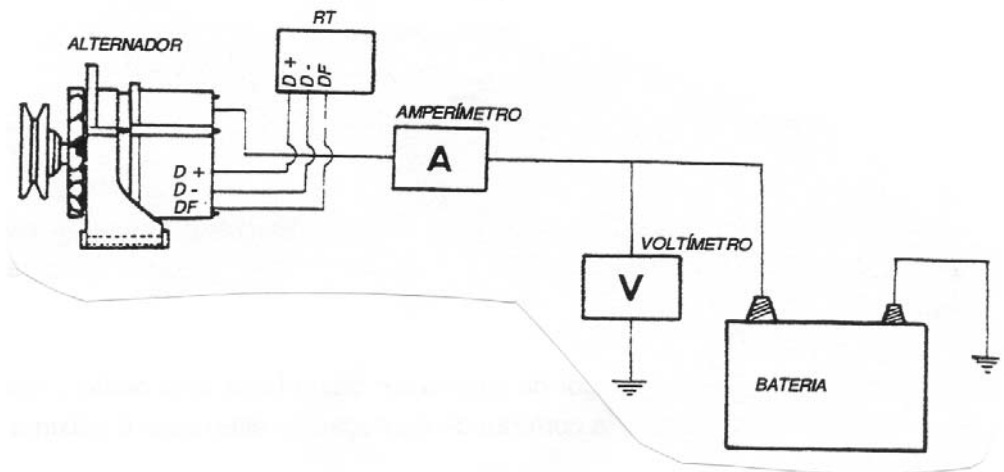 RT
ALTERNADOR
D+ D- DF
AMPERÍMETRO
A
D+
D-
DF
VOLTÍMETRO
V
BATERIA